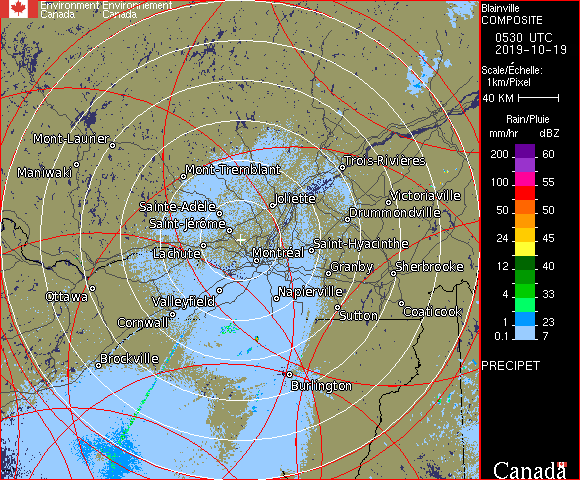 Environment Environnement
Canada Canada
Blainville
COMPOSITE
0530 UTC
2019-10-19
Scale/Échelle:
1km/Pixel
40 KM
Rain/Pluie
mm/hr dBZ
200 60
100 55
50 50
24 45
12 40
4 33
1 23
0.1 7
PRECIPET
Canada
Mont-Laurier
Maniwaki
Mont-Tremblant
Trois-Rivières
Joliette
Victoriaville
Sainte-Adèle
Drummondville
Saint-Jérôme
Saint-Hyacinthe
Lachute
Montréal
Granby
Sherbrooke
Ottawa
Valleyfield
Napierville
Coaticook
Cornwall
Sutton
Brockville
Burlington